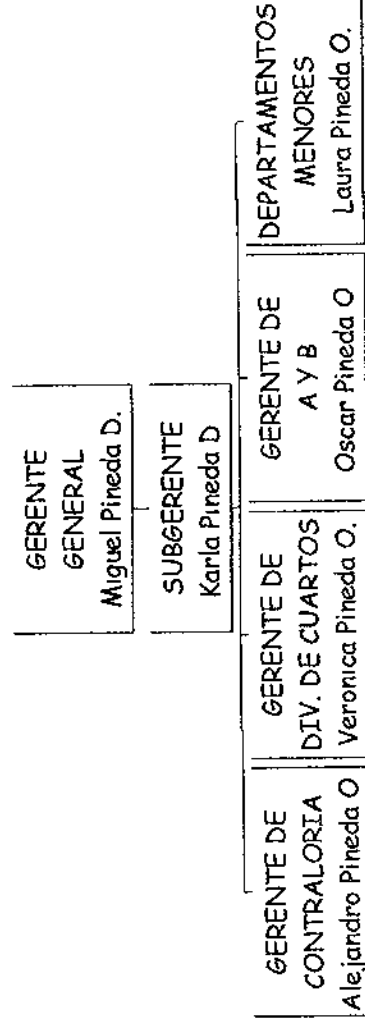 GERENTE
GENERAL
Miguel Pineda D.
SUBGERENTE
Karla Pineda D
GERENTE DE
CONTRALORIA
Alejandro Pineda O
GERENTE DE
DIV. DE CUARTOS
Veronica Pineda O.
GERENTE DE
A Y B
Oscar Pineda O
DEPARTAMENTOS
MENORES
Laura Pineda O.